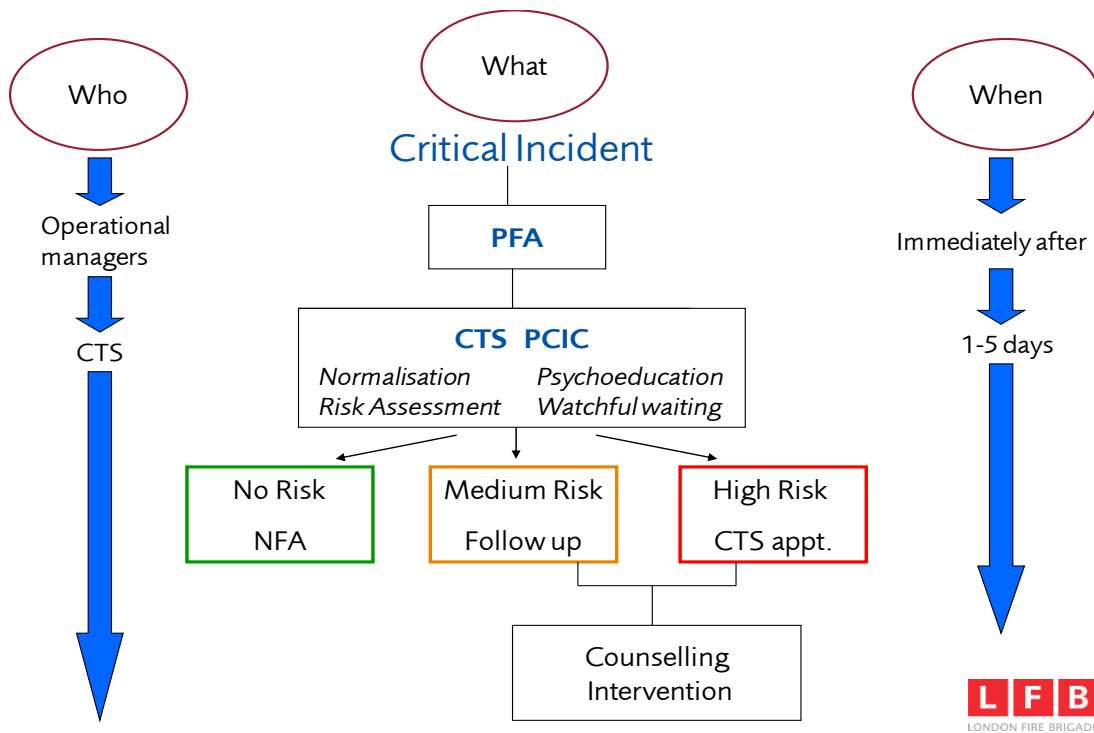 Who
What
When
Critical Incident
Operational
managers
PFA
Immediately after
CTS
CTS PCIC
Normalisation Psychoeducation
Risk Assessment Watchful waiting
1-5 days
No Risk
NFA
Medium Risk
Follow up
High Risk
CTS appt.
Counselling
Intervention
LFB
LONDON FIRE BRIGADE